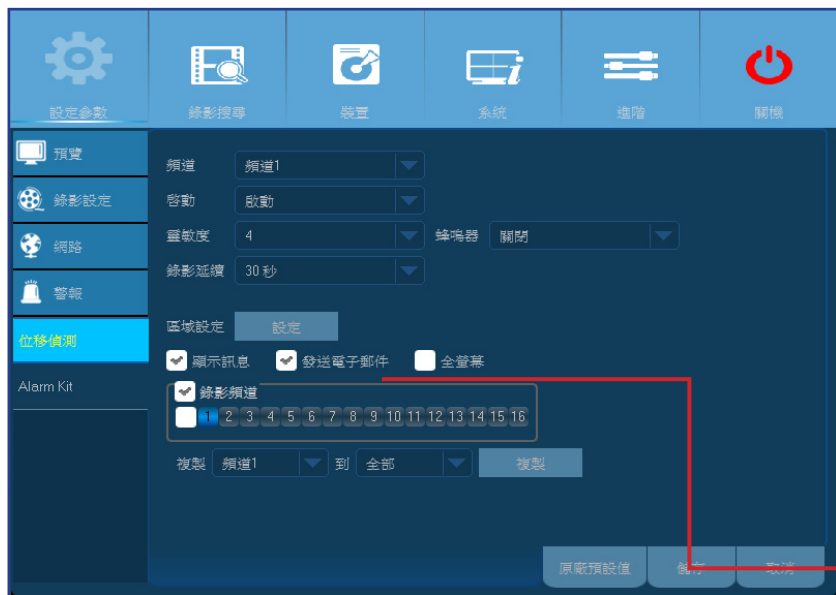 設定參數 錄影搜尋 裝置 系統 進階 關機
預覽
錄影設定
網路
警報
位移偵測
Alarm Kit
頻道 頻道1
啓動 啟動
靈敏度 4 蜂鳴器 關閉
錄影延續 30 秒
區域設定 設定
顯示訊息 發送電子郵件 全螢幕
錄影頻道
1 2 3 4 5 6 7 8 9 10 11 12 13 14 15 16
複製 頻道1 到 全部 複製
原廠預設值 儲存 取消